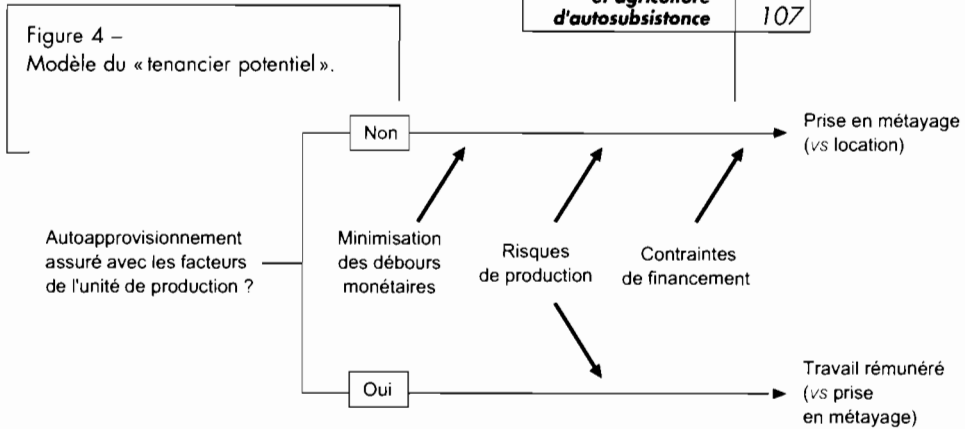 et agriculture
d'autosubsistonce
107
Figure 4 –
Modèle du « tenancier potentiel ».
Non
Prise en métayage
(vs location)
Autoapprovisionnement
assuré avec les facteurs
de l'unité de production ?
Minimisation
des débours
monétaires
Risques
de production
Contraintes
de financement
Oui
Travail rémunéré
(vs prise
en métayage)